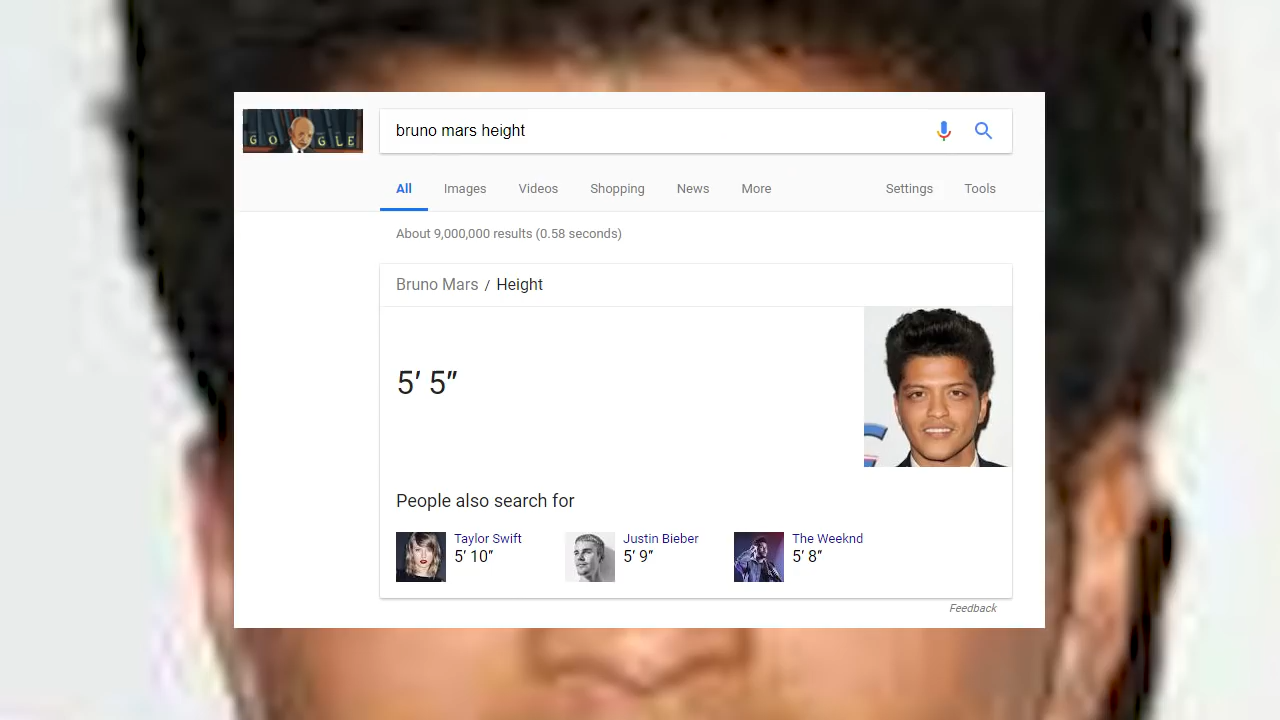 GOOGLE
bruno mars height
All Images Videos Shopping News More Settings Tools
About 9,000,000 results (0.58 seconds)
Bruno Mars / Height
5′ 5″
People also search for
Taylor Swift Justin Bieber The Weeknd
5′ 10″ 5′ 9″ 5′ 8″
Feedback